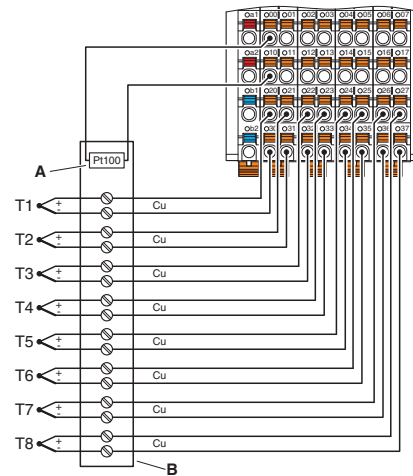 a1 00 01 02 03 04 05 06 07
a2 10 11 12 13 14 15 16 17
b1 20 21 22 23 24 25 26 27
b2 30 31 32 33 34 35 36 37
Pt100
A
T1 + - Cu
T2 + - Cu
T3 + - Cu
T4 + - Cu
T5 + - Cu
T6 + - Cu
T7 + - Cu
T8 + - Cu
B